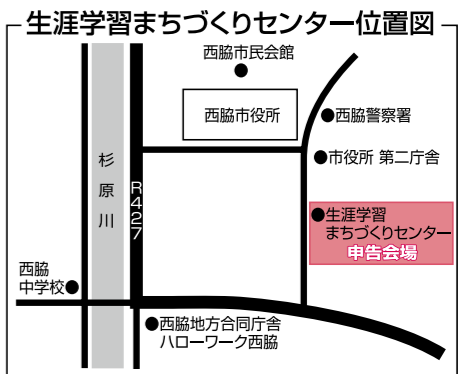 生涯学習まちづくりセンター位置図
西脇市民会館
西脇市役所
西脇警察署
市役所 第二庁舎
杉原川
R427
生涯学習
まちづくりセンター
申告会場
西脇
中学校
西脇地方合同庁舎
ハローワーク西脇